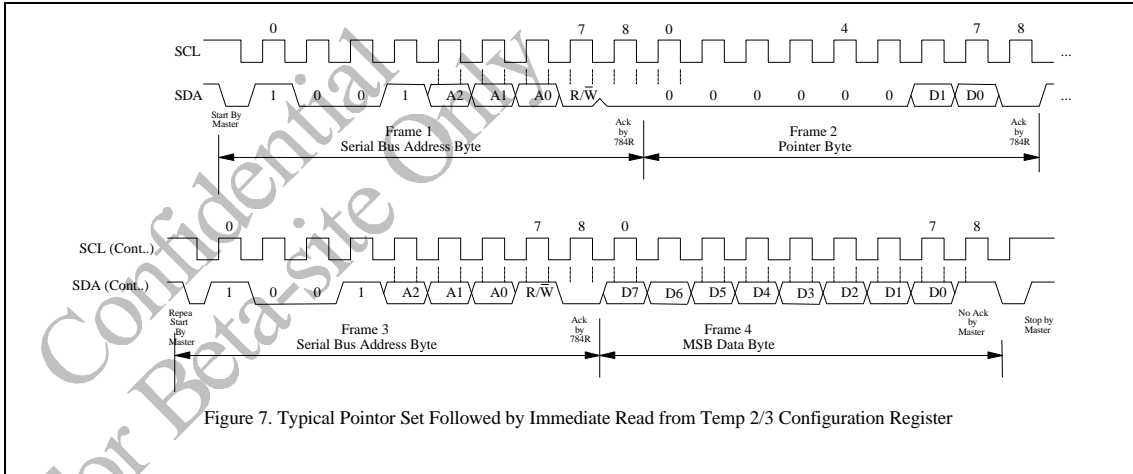 0 7 8 0 4 7 8
SCL ...
SDA 1 0 0 1 A2 A1 A0 R/W̅ 0 0 0 0 0 0 D1 D0 ...
Start By Master
Ack by 784R
Ack by 784R
Frame 1
Serial Bus Address Byte
Frame 2
Pointer Byte
0 7 8 0 7 8
SCL (Cont..)
SDA (Cont..) 1 0 0 1 A2 A1 A0 R/W̅ D7 D6 D5 D4 D3 D2 D1 D0
Repea Start By Master
Ack by 784R
No Ack by Master
Stop by Master
Frame 3
Serial Bus Address Byte
Frame 4
MSB Data Byte
Figure 7. Typical Pointor Set Followed by Immediate Read from Temp 2/3 Configuration Register
Confidential
For Beta-site Only